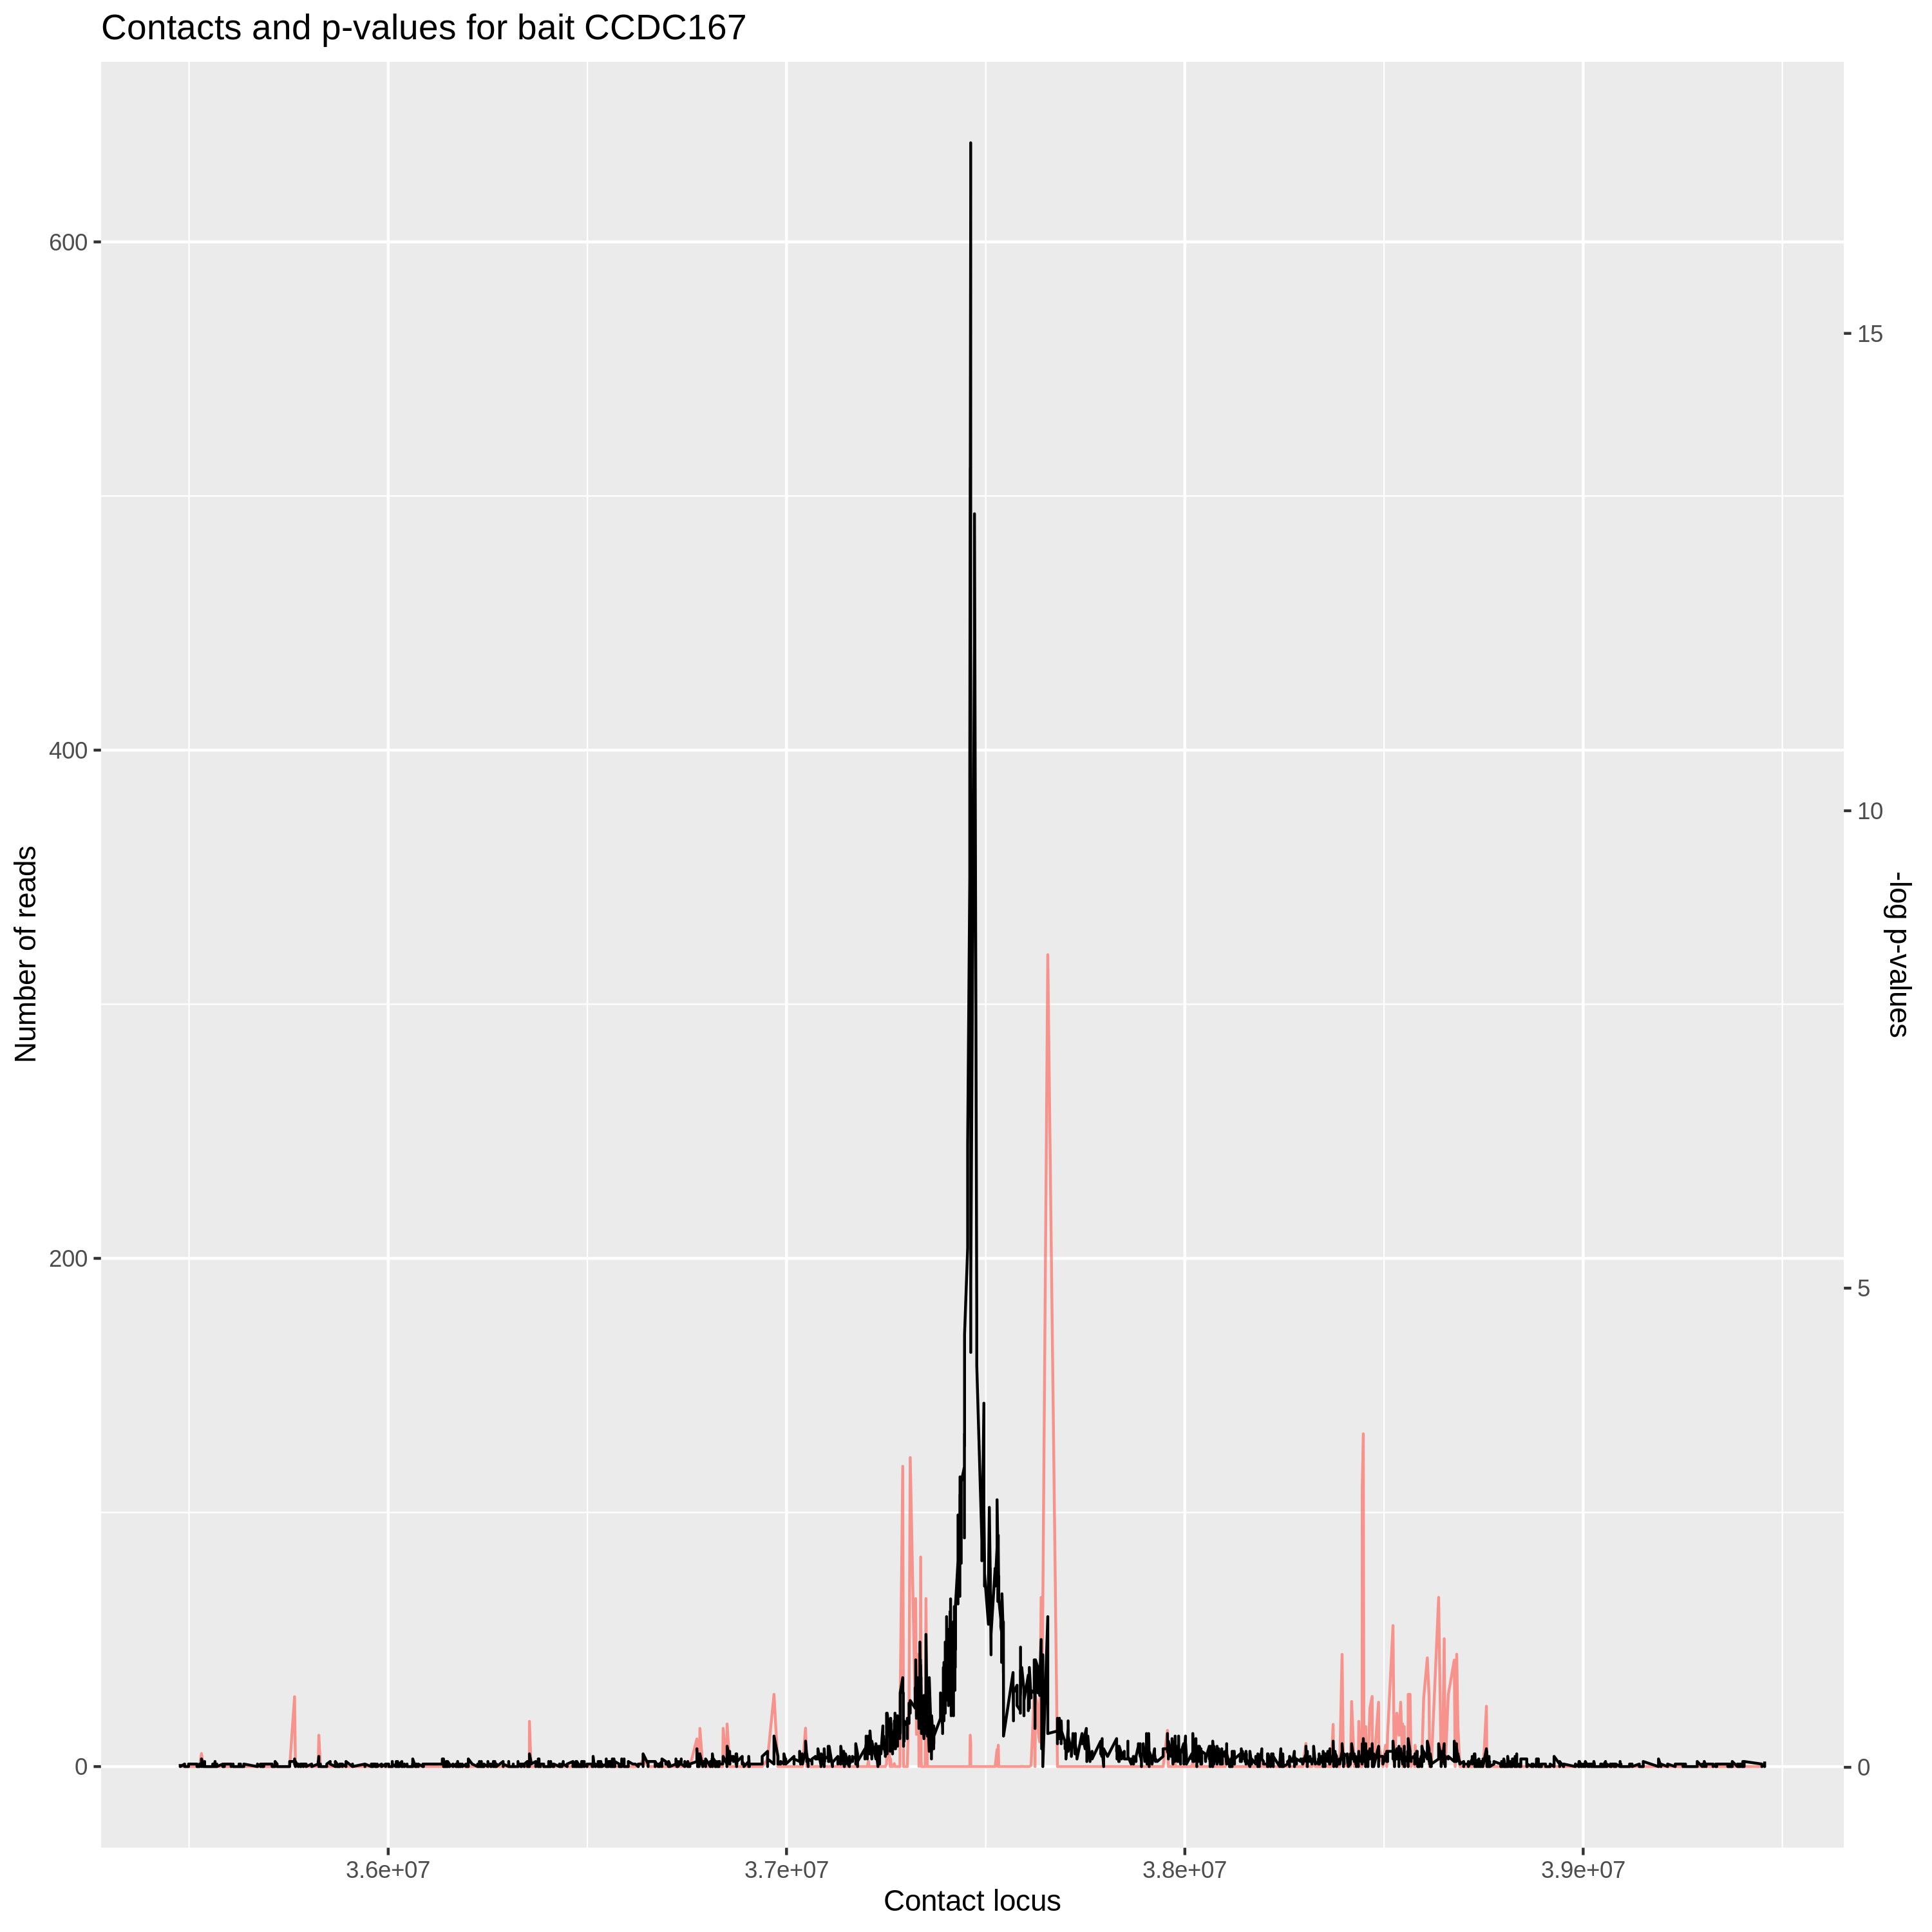 Contacts and p-values for bait CCDC167
Number of reads
600
400
200
0
15
10
5
0
-log p-values
3.6e+07 3.7e+07 3.8e+07 3.9e+07
Contact locus